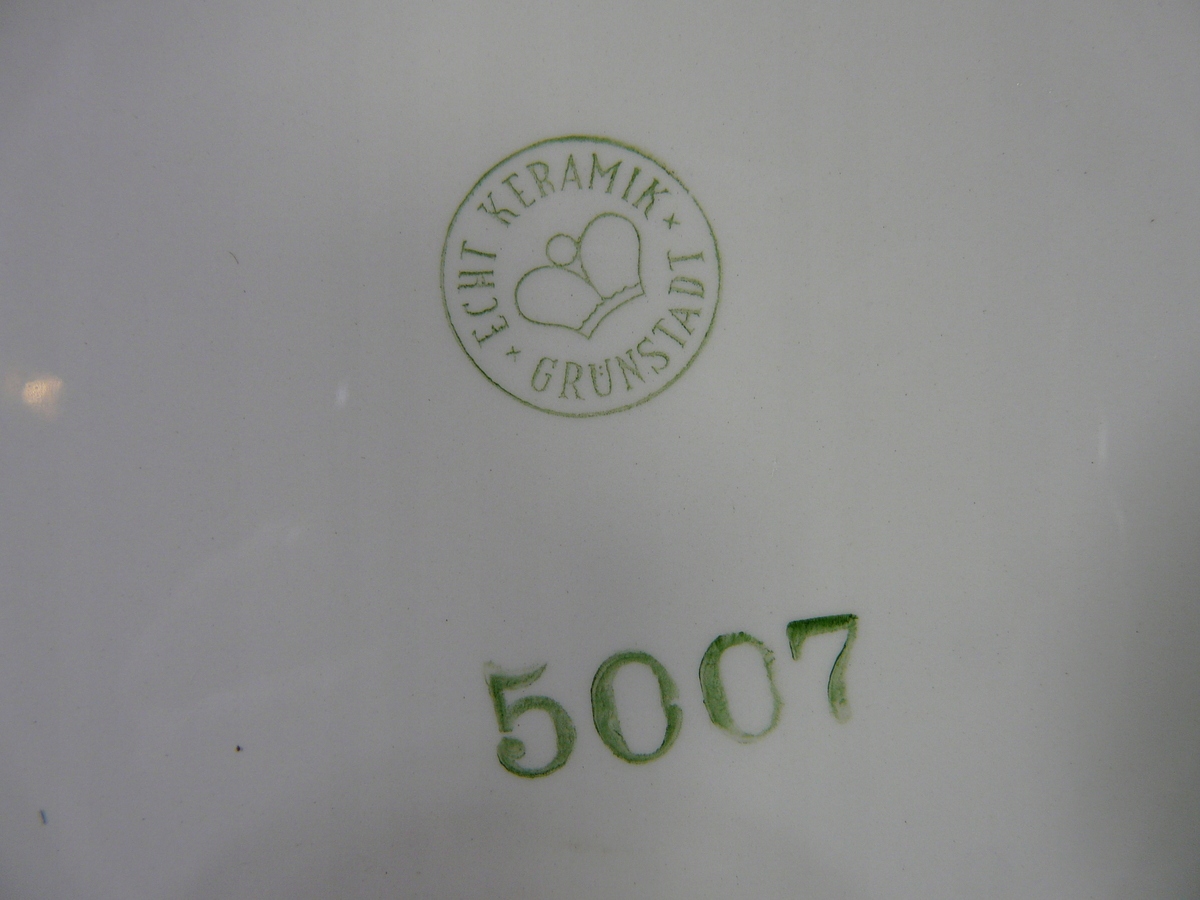 ECHT KERAMIK
GRÜNSTADT
5007